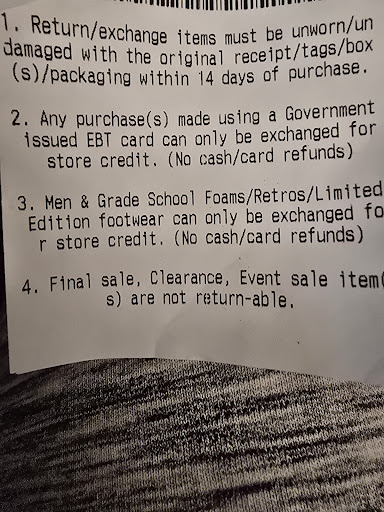 1. Return/exchange items must be unworn/un
damaged with the original receipt/tags/box
(s)/packaging within 14 days of purchase.
2. Any purchase(s) made using a Government
issued EBT card can only be exchanged for
store credit. (No cash/card refunds)
3. Men & Grade School Foams/Retros/Limited
Edition footwear can only be exchanged fo
r store credit. (No cash/card refunds)
4. Final sale, Clearance, Event sale item(
s) are not return-able.